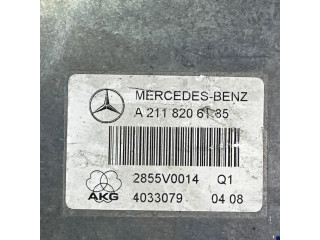 MERCEDES-BENZ
A 211 820 61 85
2855V0014 Q1
AKG 4033079 04 08